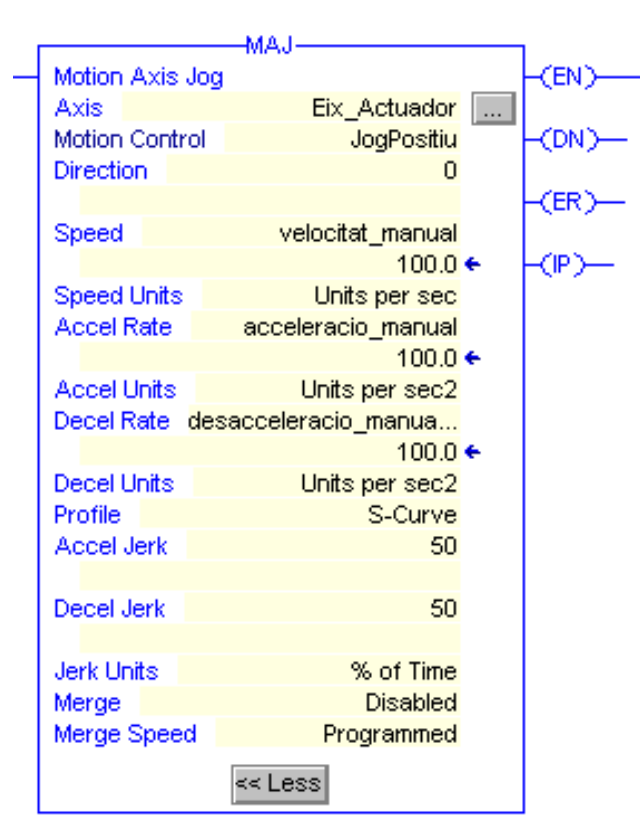 MAJ
Motion Axis Jog (EN)
Axis Eix_Actuador ...
Motion Control JogPositiu (DN)
Direction 0
(ER)
Speed velocitat_manual
100.0 (IP)
Speed Units Units per sec
Accel Rate acceleracio_manual
100.0
Accel Units Units per sec2
Decel Rate desacceleracio_manua...
100.0
Decel Units Units per sec2
Profile S-Curve
Accel Jerk 50
Decel Jerk 50
Jerk Units % of Time
Merge Disabled
Merge Speed Programmed
<< Less